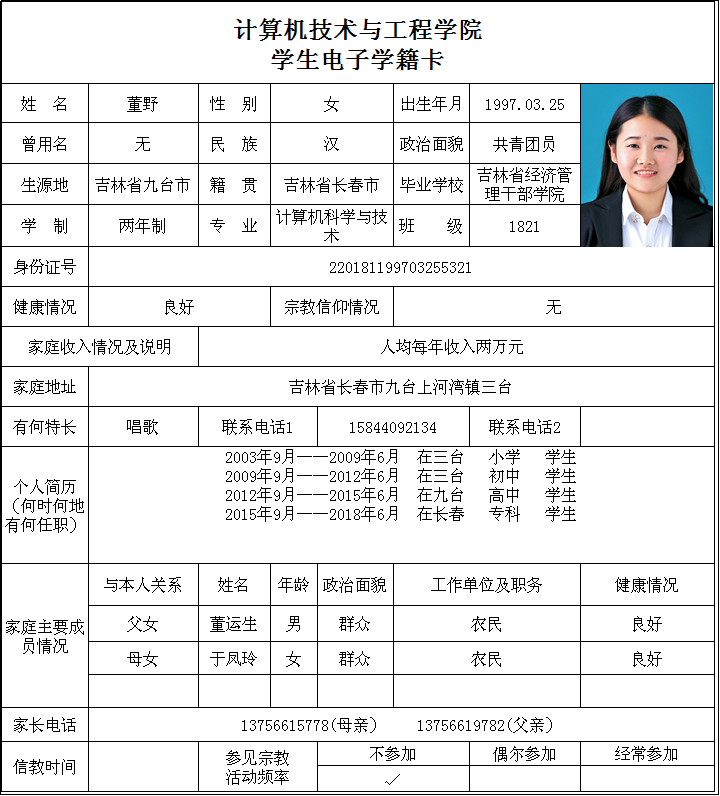 计算机技术与工程学院
学生电子学籍卡
姓 名 董野 性 别 女 出生年月 1997.03.25
曾用名 无 民 族 汉 政治面貌 共青团员
生源地 吉林省九台市 籍 贯 吉林省长春市 毕业学校 吉林省经济管
理干部学院
学 制 两年制 专 业 计算机科学与技
术 班 级 1821
身份证号 220181199703255321
健康情况 良好 宗教信仰情况 无
家庭收入情况及说明 人均每年收入两万元
家庭地址 吉林省长春市九台上河湾镇三台
有何特长 唱歌 联系电话1 15844092134 联系电话2
个人简历
（何时何地
有何任职）
2003年9月——2009年6月 在三台 小学 学生
2009年9月——2012年6月 在三台 初中 学生
2012年9月——2015年6月 在九台 高中 学生
2015年9月——2018年6月 在长春 专科 学生
家庭主要成
员情况
与本人关系 姓名 年龄 政治面貌 工作单位及职务 健康情况
父女 董运生 男 群众 农民 良好
母女 于凤玲 女 群众 农民 良好
家长电话 13756615778(母亲） 13756619782(父亲）
信教时间 参见宗教
活动频率 不参加 偶尔参加 经常参加
✓